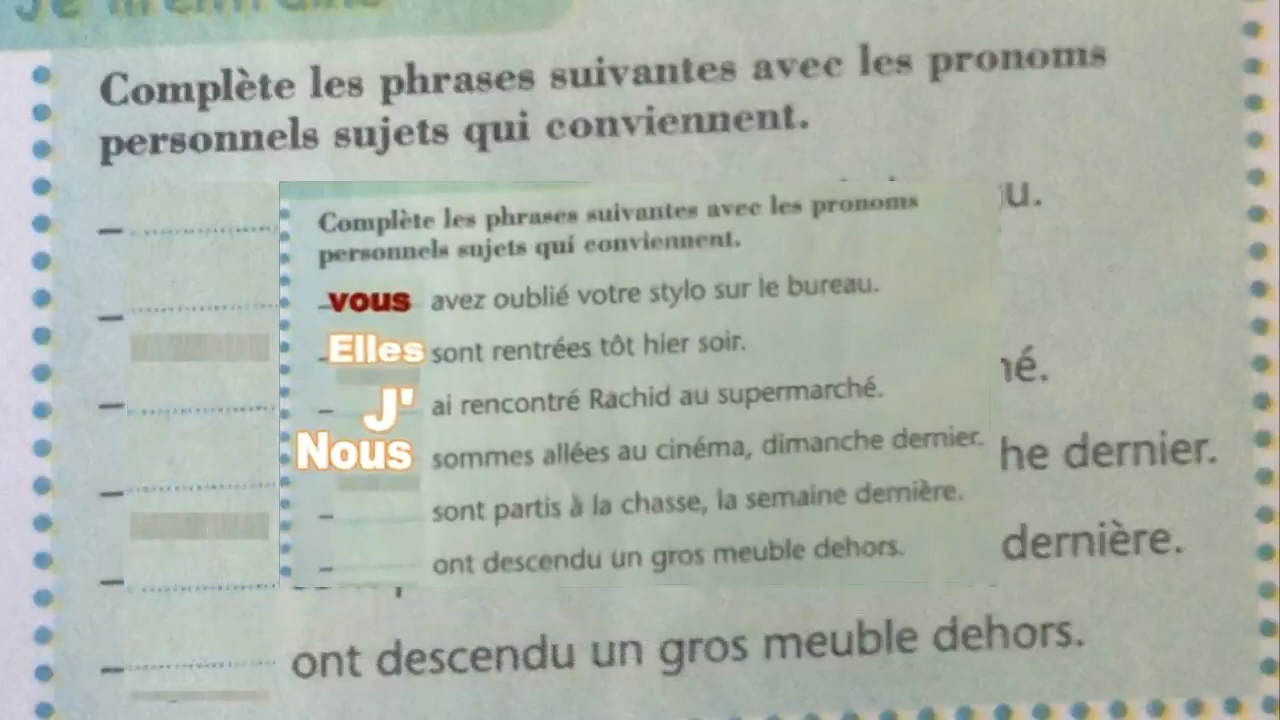 Complète les phrases suivantes avec les pronoms
personnels sujets qui conviennent.
u.
Complète les phrases suivantes avec les pronoms
personnels sujets qui conviennent.
– vous avez oublié votre stylo sur le bureau.
– Elles sont rentrées tôt hier soir.
– J' ai rencontré Rachid au supermarché.
Nous sommes allées au cinéma, dimanche dernier.
– sont partis à la chasse, la semaine dernière.
– ont descendu un gros meuble dehors.
é.
he dernier.
dernière.
– ont descendu un gros meuble dehors.